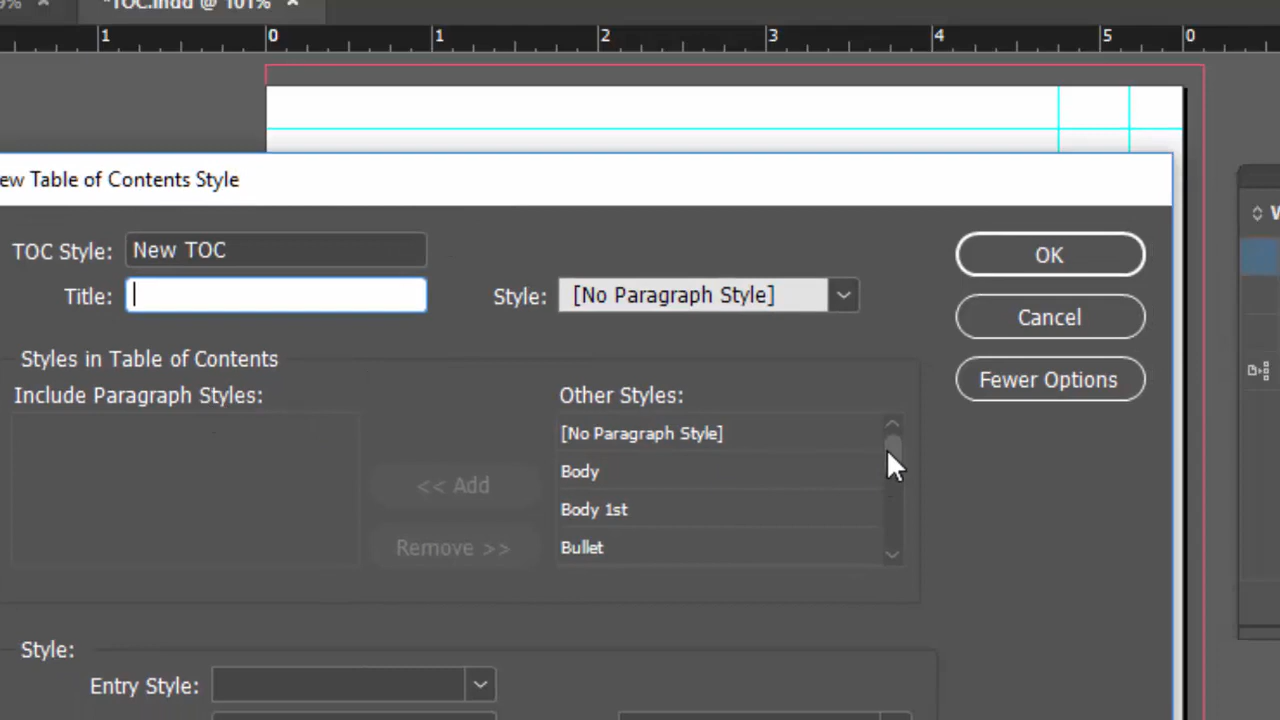 *TOC.indd @ 101% ×
1 0 1 2 3 4 5 0
ew Table of Contents Style
TOC Style: New TOC
OK
Title:
Style: [No Paragraph Style]
Cancel
Styles in Table of Contents
Fewer Options
Include Paragraph Styles:
Other Styles:
[No Paragraph Style]
Body
<< Add
Body 1st
Remove >>
Bullet
Style:
Entry Style: